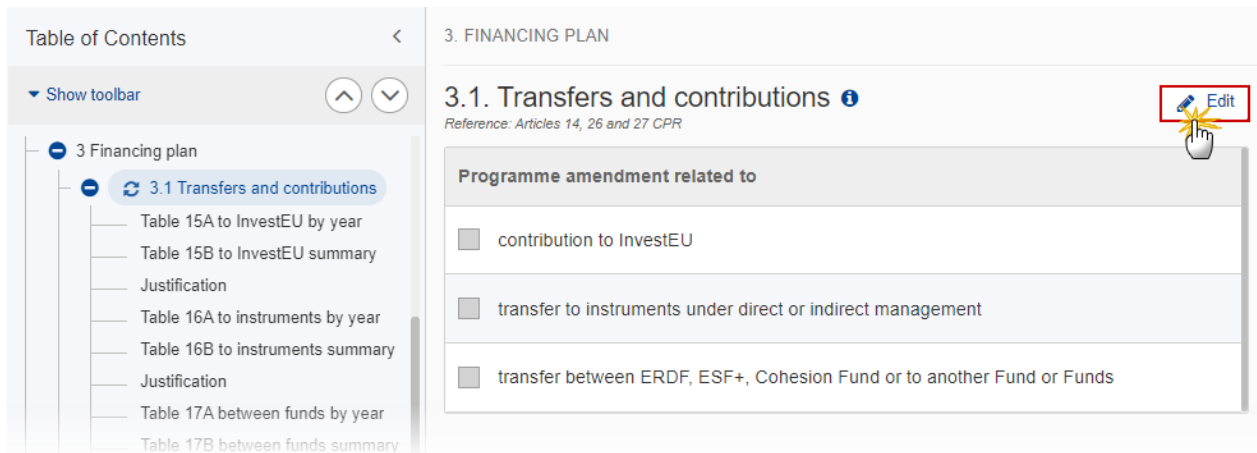 Table of Contents
Show toolbar
3 Financing plan
3.1 Transfers and contributions
Table 15A to InvestEU by year
Table 15B to InvestEU summary
Justification
Table 16A to instruments by year
Table 16B to instruments summary
Justification
Table 17A between funds by year
Table 17B between funds summary
3. FINANCING PLAN
3.1. Transfers and contributions
Edit
Reference: Articles 14, 26 and 27 CPR
Programme amendment related to
contribution to InvestEU
transfer to instruments under direct or indirect management
transfer between ERDF, ESF+, Cohesion Fund or to another Fund or Funds